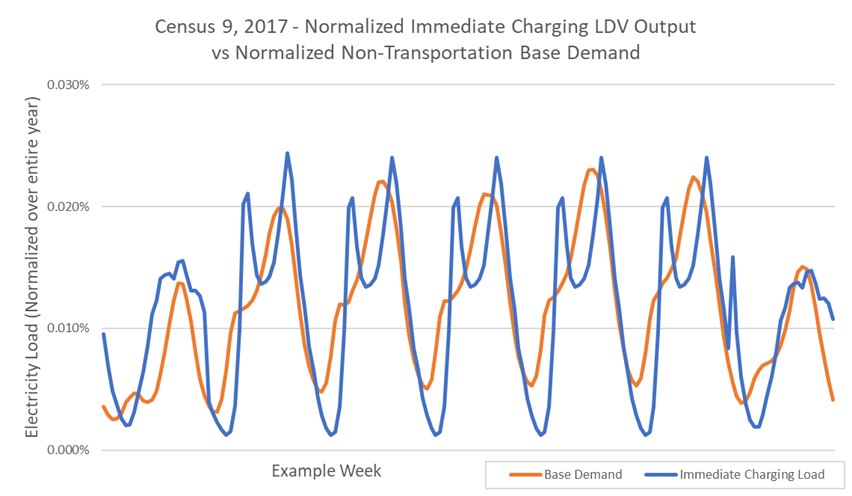 Census 9, 2017 - Normalized Immediate Charging LDV Output
vs Normalized Non-Transportation Base Demand
Electricity Load (Normalized over entire year)
0.030%
0.020%
0.010%
0.000%
Example Week
Base Demand
Immediate Charging Load